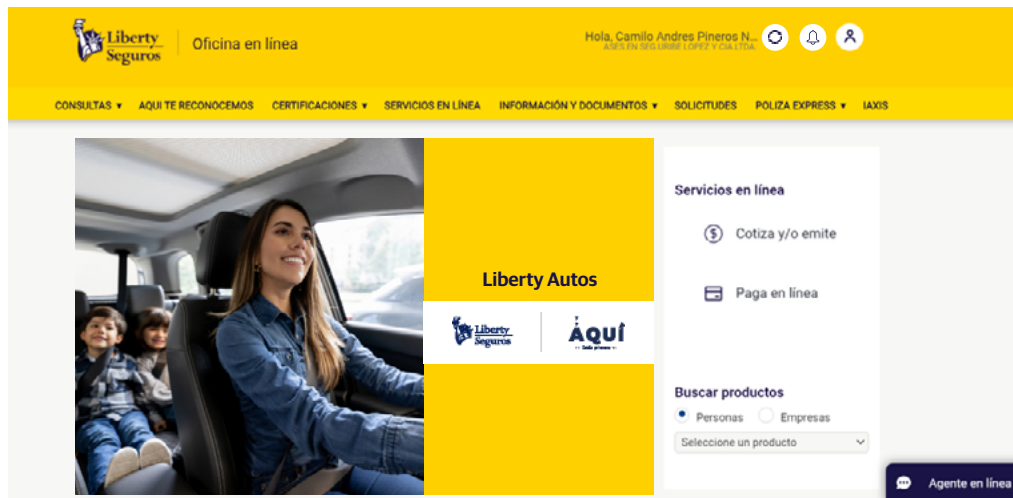 Liberty
Seguros
Oficina en línea
Hola, Camilo Andres Pineros N...
ASES EN SEG URIBE LOPEZ Y CIA LTDA.
CONSULTAS ▼ AQUI TE RECONOCEMOS CERTIFICACIONES ▼ SERVICIOS EN LÍNEA INFORMACIÓN Y DOCUMENTOS ▼ SOLICITUDES POLIZA EXPRESS ▼ IAXIS
Liberty Autos
Liberty
Seguros
ÁQUÍ
Servicios en línea
Cotiza y/o emite
Paga en línea
Buscar productos
Personas Empresas
Seleccione un producto
Agente en línea